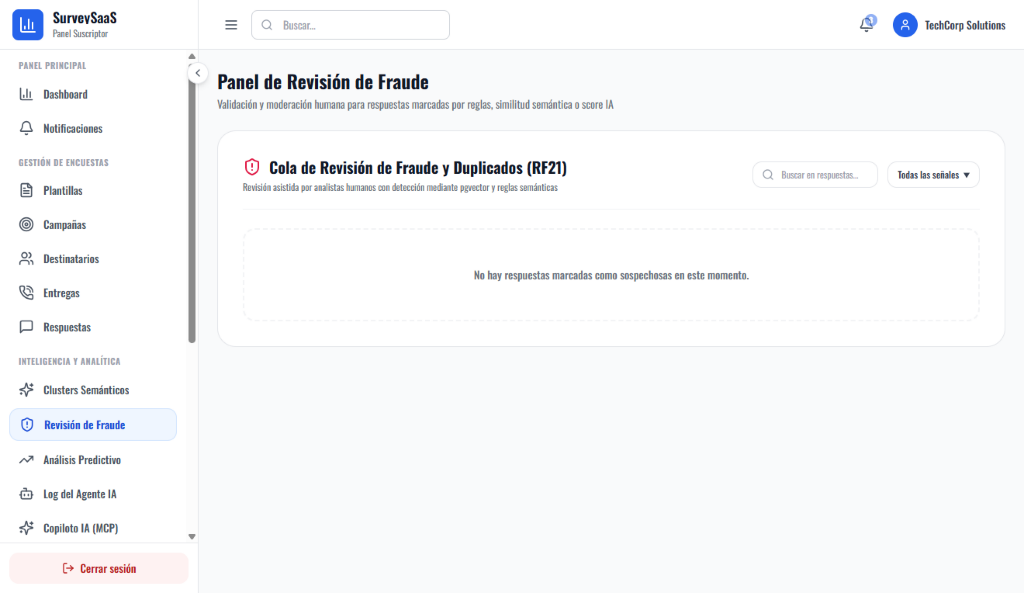 SurveySaaS
Panel Suscriptor
Buscar...
TechCorp Solutions
PANEL PRINCIPAL
Dashboard
Notificaciones
GESTIÓN DE ENCUESTAS
Plantillas
Campañas
Destinatarios
Entregas
Respuestas
INTELIGENCIA Y ANALÍTICA
Clusters Semánticos
Revisión de Fraude
Análisis Predictivo
Log del Agente IA
Copiloto IA (MCP)
Cerrar sesión
Panel de Revisión de Fraude
Validación y moderación humana para respuestas marcadas por reglas, similitud semántica o score IA
Cola de Revisión de Fraude y Duplicados (RF21)
Revisión asistida por analistas humanos con detección mediante pgvector y reglas semánticas
Buscar en respuestas...
Todas las señales ▼
No hay respuestas marcadas como sospechosas en este momento.